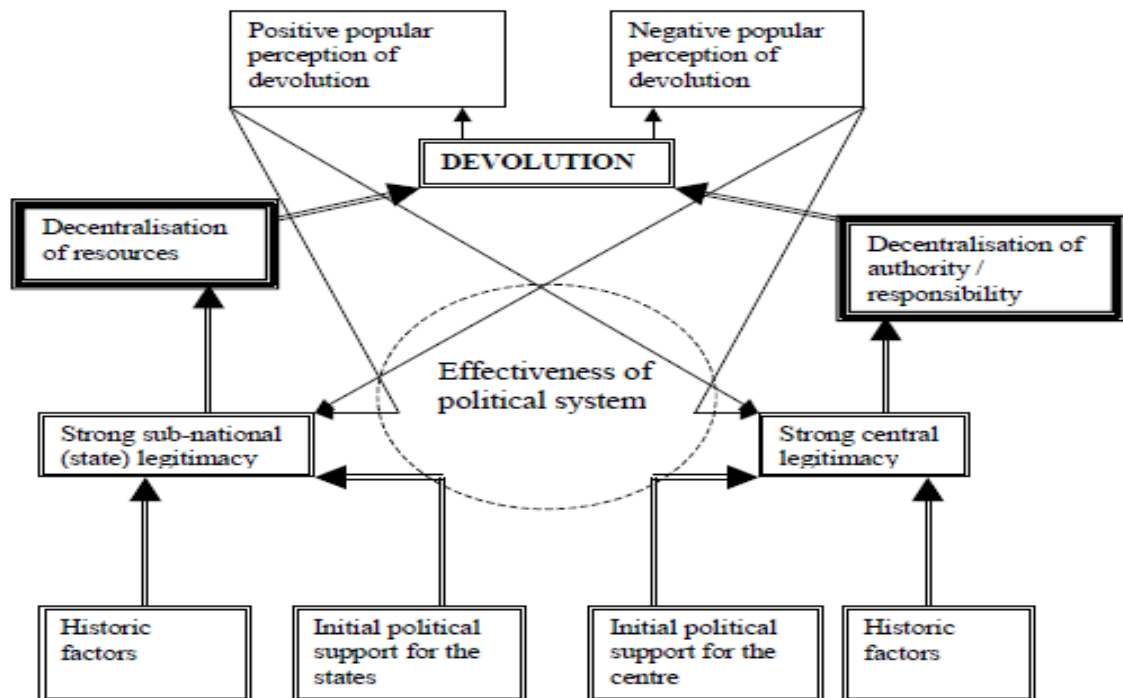 Positive popular
perception of
devolution
Negative popular
perception of
devolution
DEVOLUTION
Decentralisation
of resources
Decentralisation of
authority /
responsibility
Effectiveness of
political system
Strong sub-national
(state) legitimacy
Strong central
legitimacy
Historic
factors
Initial political
support for the
states
Initial political
support for the
centre
Historic
factors